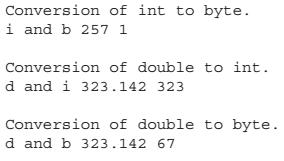 Conversion of int to byte.
i and b 257 1
Conversion of double to int.
d and i 323.142 323
Conversion of double to byte.
d and b 323.142 67